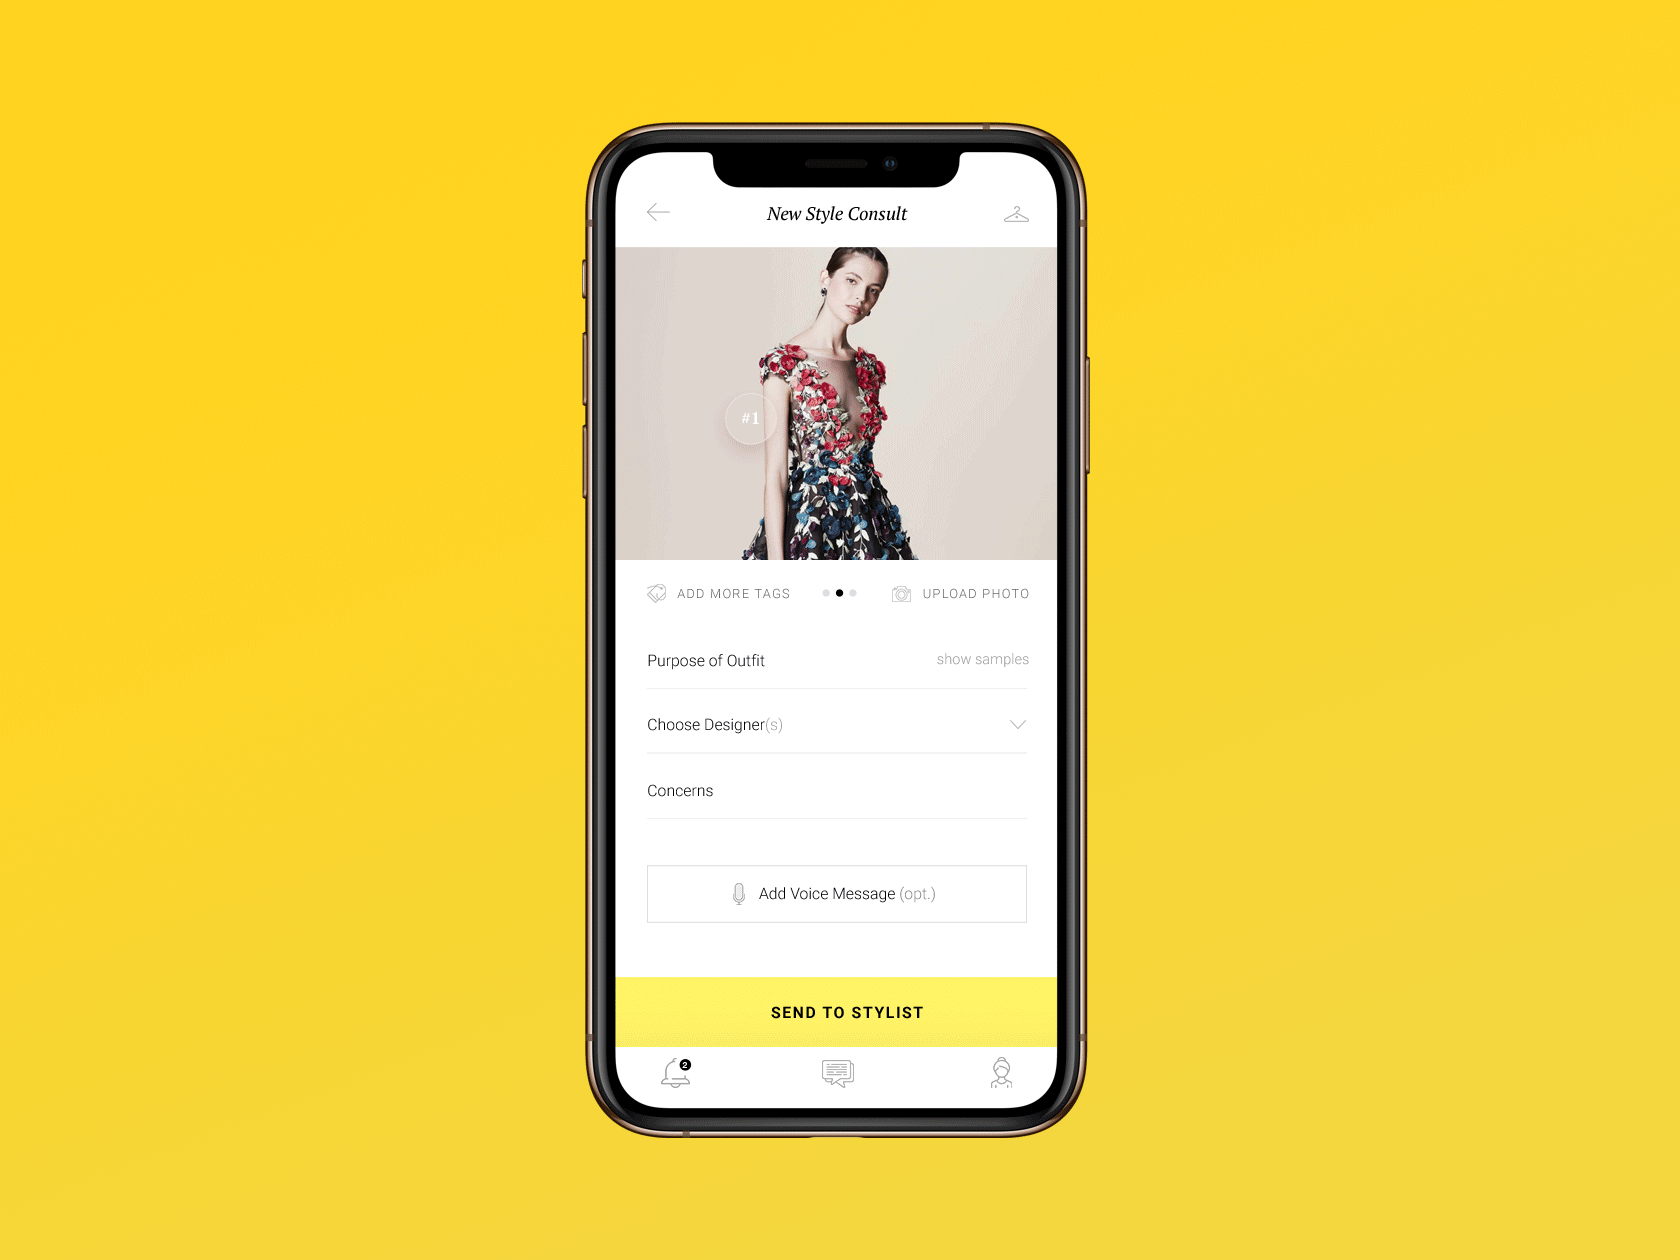 New Style Consult
#1
ADD MORE TAGS
UPLOAD PHOTO
Purpose of Outfit
show samples
Choose Designer(s)
Concerns
Add Voice Message (opt.)
SEND TO STYLIST
2